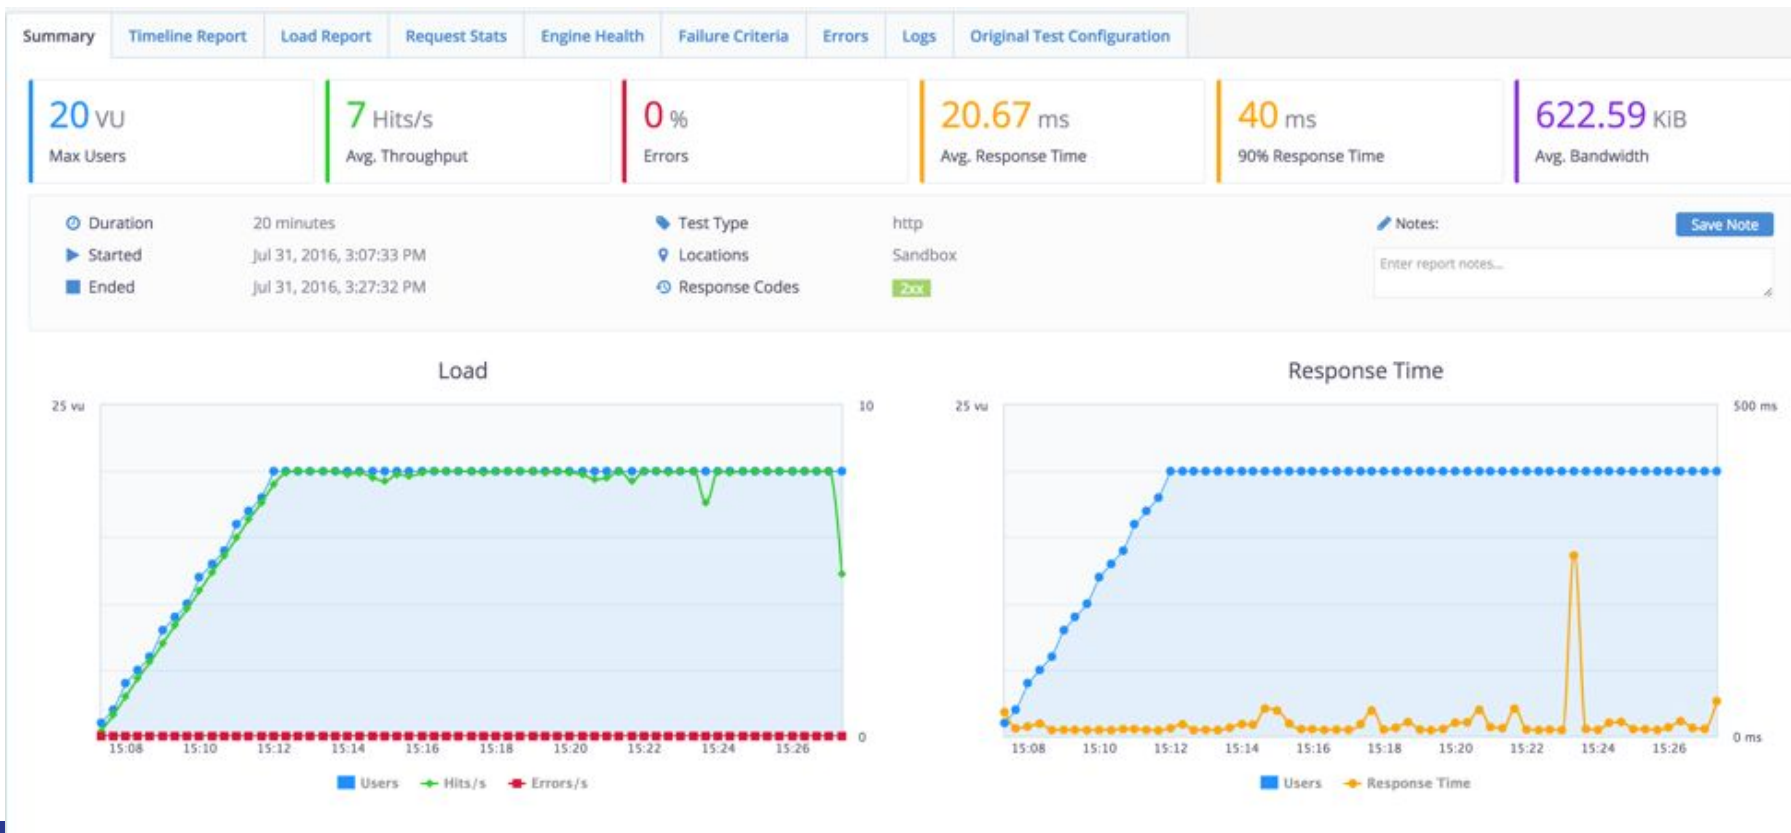 Summary Timeline Report Load Report Request Stats Engine Health Failure Criteria Errors Logs Original Test Configuration
20 VU
Max Users
7 Hits/s
Avg. Throughput
0 %
Errors
20.67 ms
Avg. Response Time
40 ms
90% Response Time
622.59 KiB
Avg. Bandwidth
Duration 20 minutes
Started Jul 31, 2016, 3:07:33 PM
Ended Jul 31, 2016, 3:27:32 PM
Test Type http
Locations Sandbox
Response Codes 2xx
Notes: Save Note
Enter report notes...
Load
25 vu 10
0
15:08 15:10 15:12 15:14 15:16 15:18 15:20 15:22 15:24 15:26
Users Hits/s Errors/s
Response Time
25 vu 500 ms
0 ms
15:08 15:10 15:12 15:14 15:16 15:18 15:20 15:22 15:24 15:26
Users Response Time